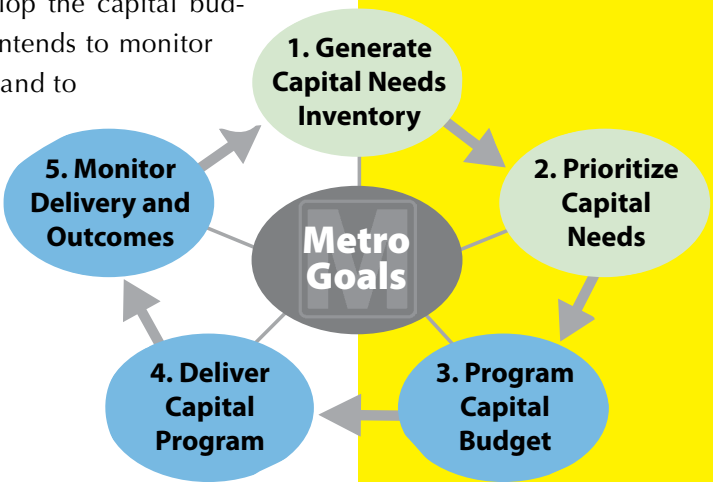 lop the capital bud-
ntends to monitor
and to
1. Generate
Capital Needs
Inventory
2. Prioritize
Capital
Needs
3. Program
Capital
Budget
4. Deliver
Capital
Program
5. Monitor
Delivery and
Outcomes
M
Metro
Goals